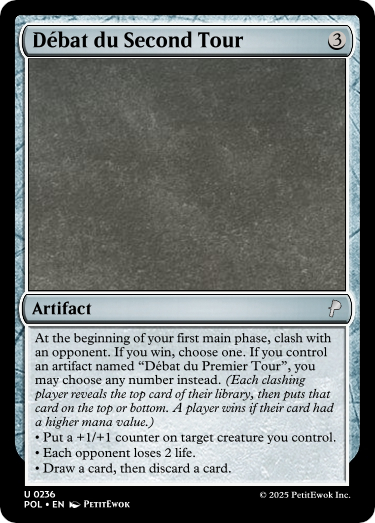 Débat du Second Tour 3
Artifact
At the beginning of your first main phase, clash with
an opponent. If you win, choose one. If you control
an artifact named “Débat du Premier Tour”, you
may choose any number instead. (Each clashing
player reveals the top card of their library, then puts that
card on the top or bottom. A player wins if their card had
a higher mana value.)
• Put a +1/+1 counter on target creature you control.
• Each opponent loses 2 life.
• Draw a card, then discard a card.
U 0236
POL • EN PetitEwok
© 2025 PetitEwok Inc.